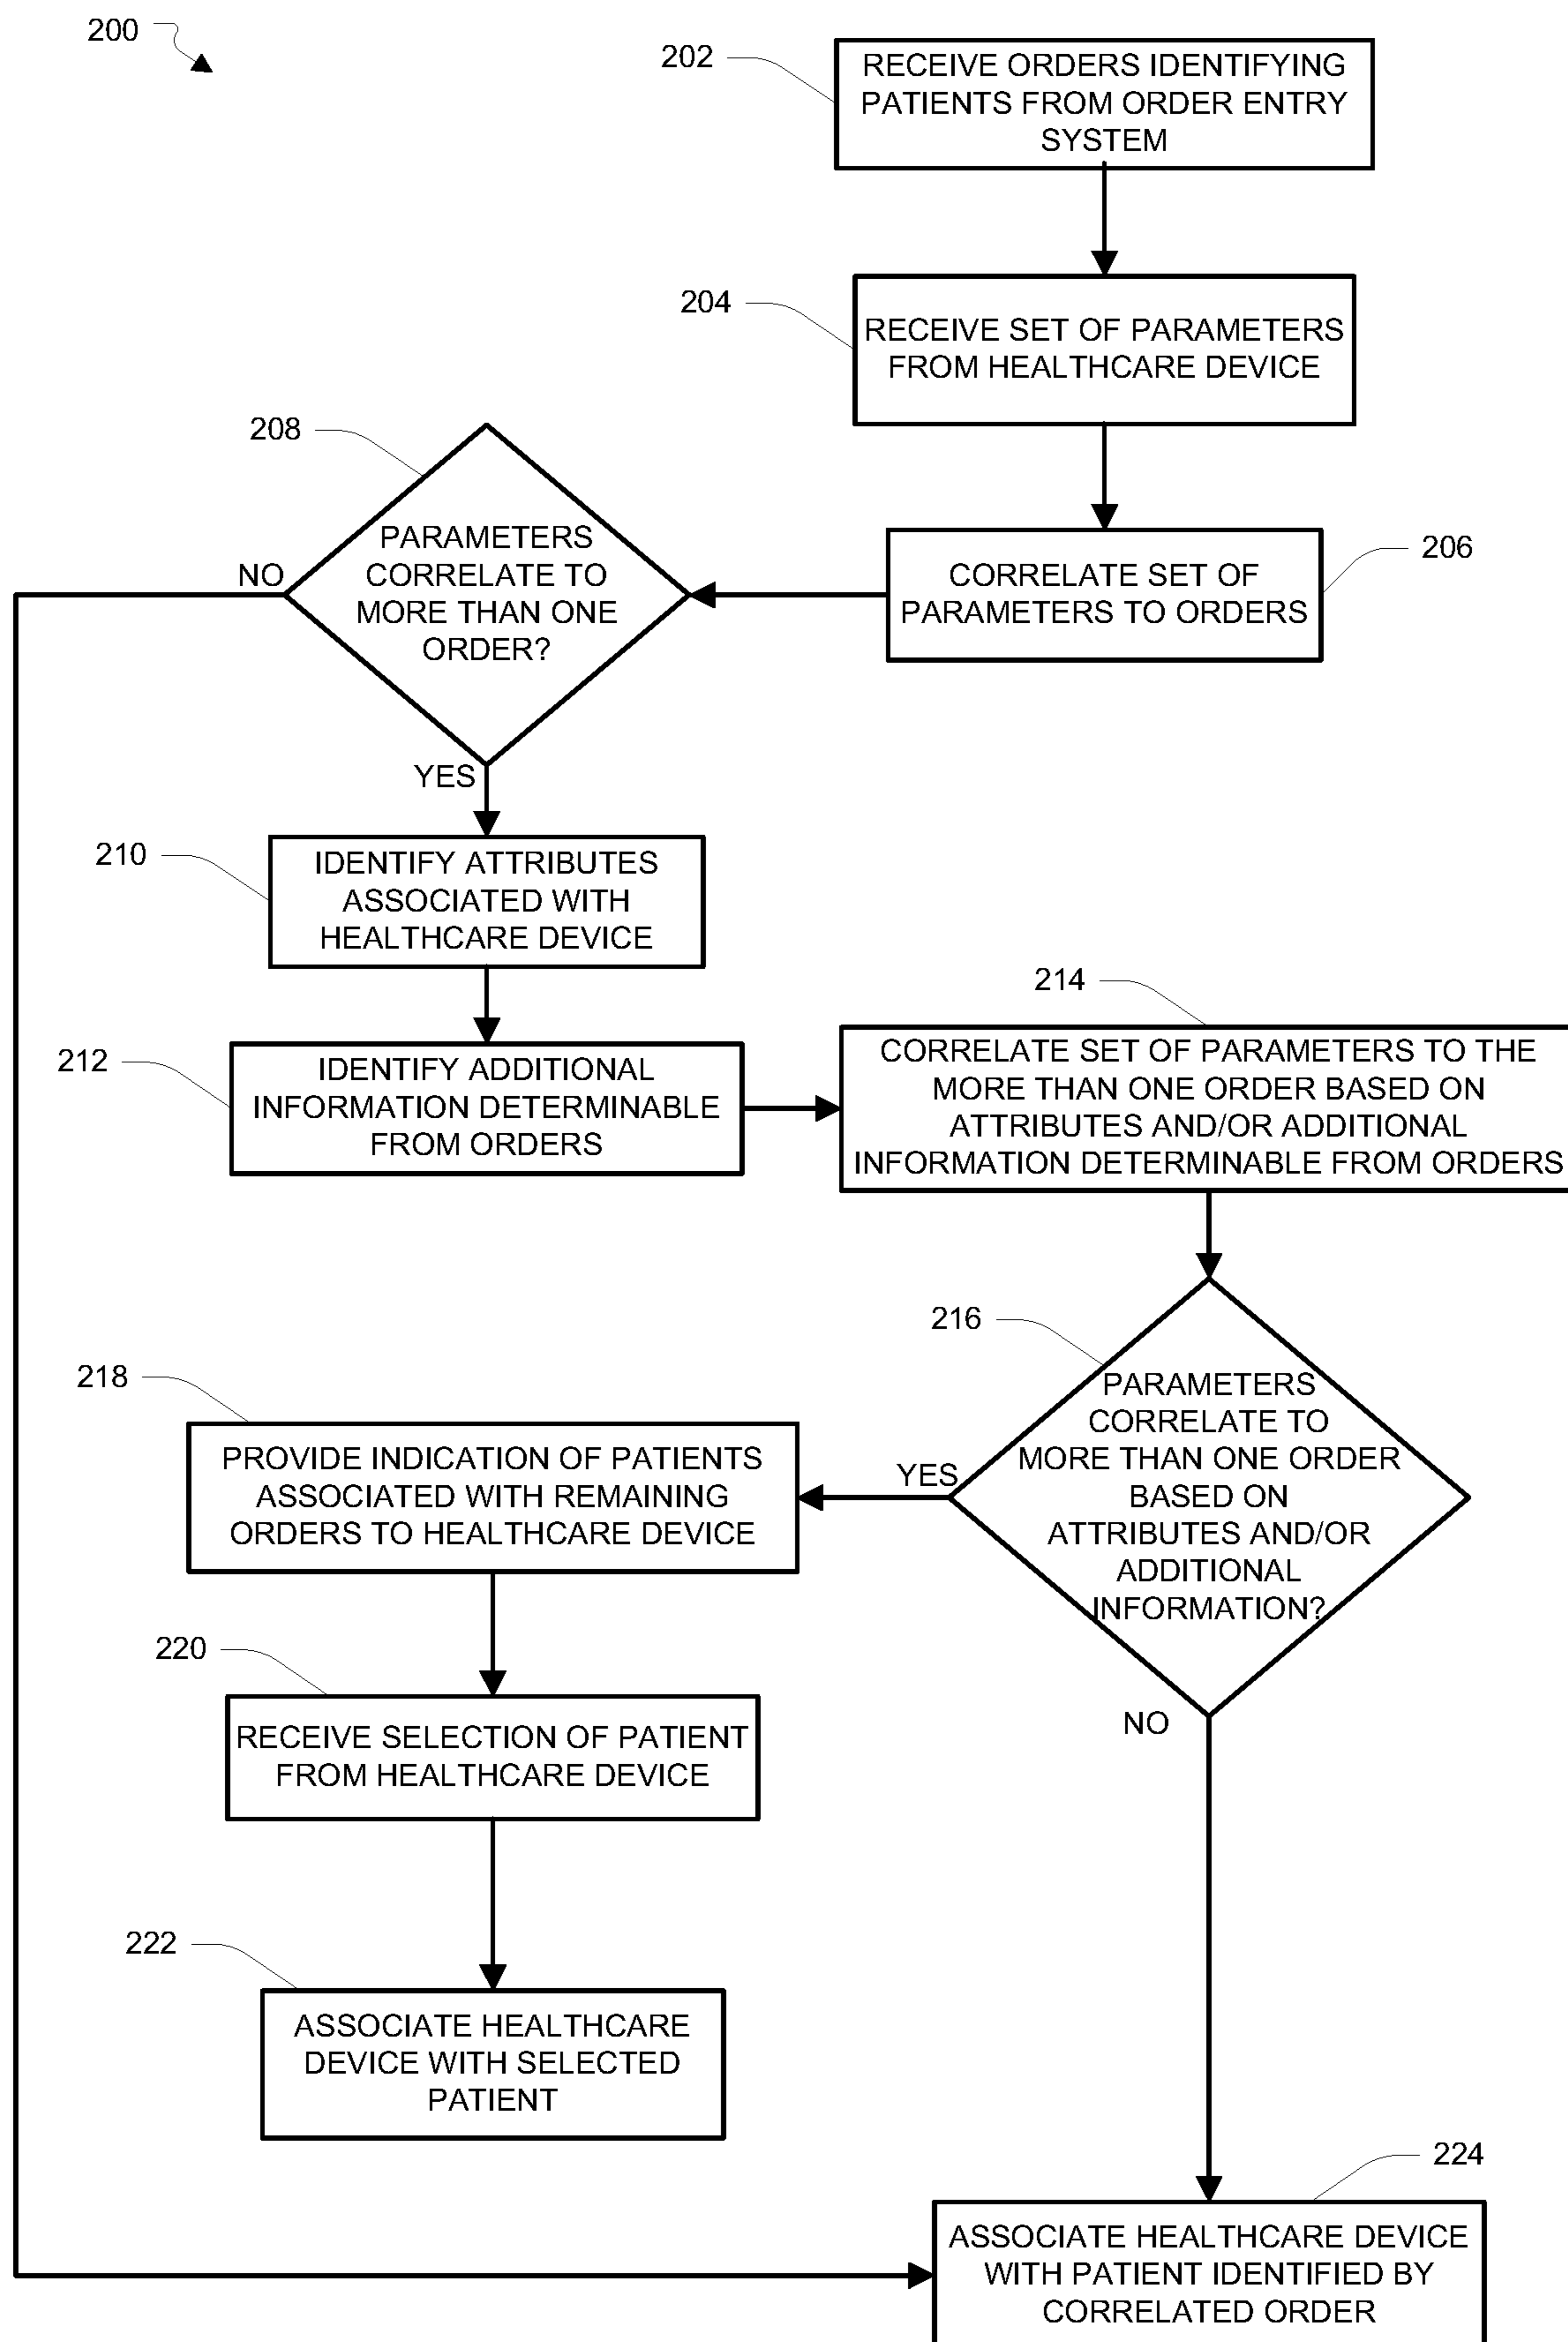 200
202
RECEIVE ORDERS IDENTIFYING
PATIENTS FROM ORDER ENTRY
SYSTEM
204
RECEIVE SET OF PARAMETERS
FROM HEALTHCARE DEVICE
206
CORRELATE SET OF
PARAMETERS TO ORDERS
208
PARAMETERS
CORRELATE TO
MORE THAN ONE
ORDER?
NO
YES
210
IDENTIFY ATTRIBUTES
ASSOCIATED WITH
HEALTHCARE DEVICE
212
IDENTIFY ADDITIONAL
INFORMATION DETERMINABLE
FROM ORDERS
214
CORRELATE SET OF PARAMETERS TO THE
MORE THAN ONE ORDER BASED ON
ATTRIBUTES AND/OR ADDITIONAL
INFORMATION DETERMINABLE FROM ORDERS
216
PARAMETERS
CORRELATE TO
MORE THAN ONE ORDER
BASED ON
ATTRIBUTES AND/OR
ADDITIONAL
INFORMATION?
YES
NO
218
PROVIDE INDICATION OF PATIENTS
ASSOCIATED WITH REMAINING
ORDERS TO HEALTHCARE DEVICE
220
RECEIVE SELECTION OF PATIENT
FROM HEALTHCARE DEVICE
222
ASSOCIATE HEALTHCARE
DEVICE WITH SELECTED
PATIENT
224
ASSOCIATE HEALTHCARE DEVICE
WITH PATIENT IDENTIFIED BY
CORRELATED ORDER